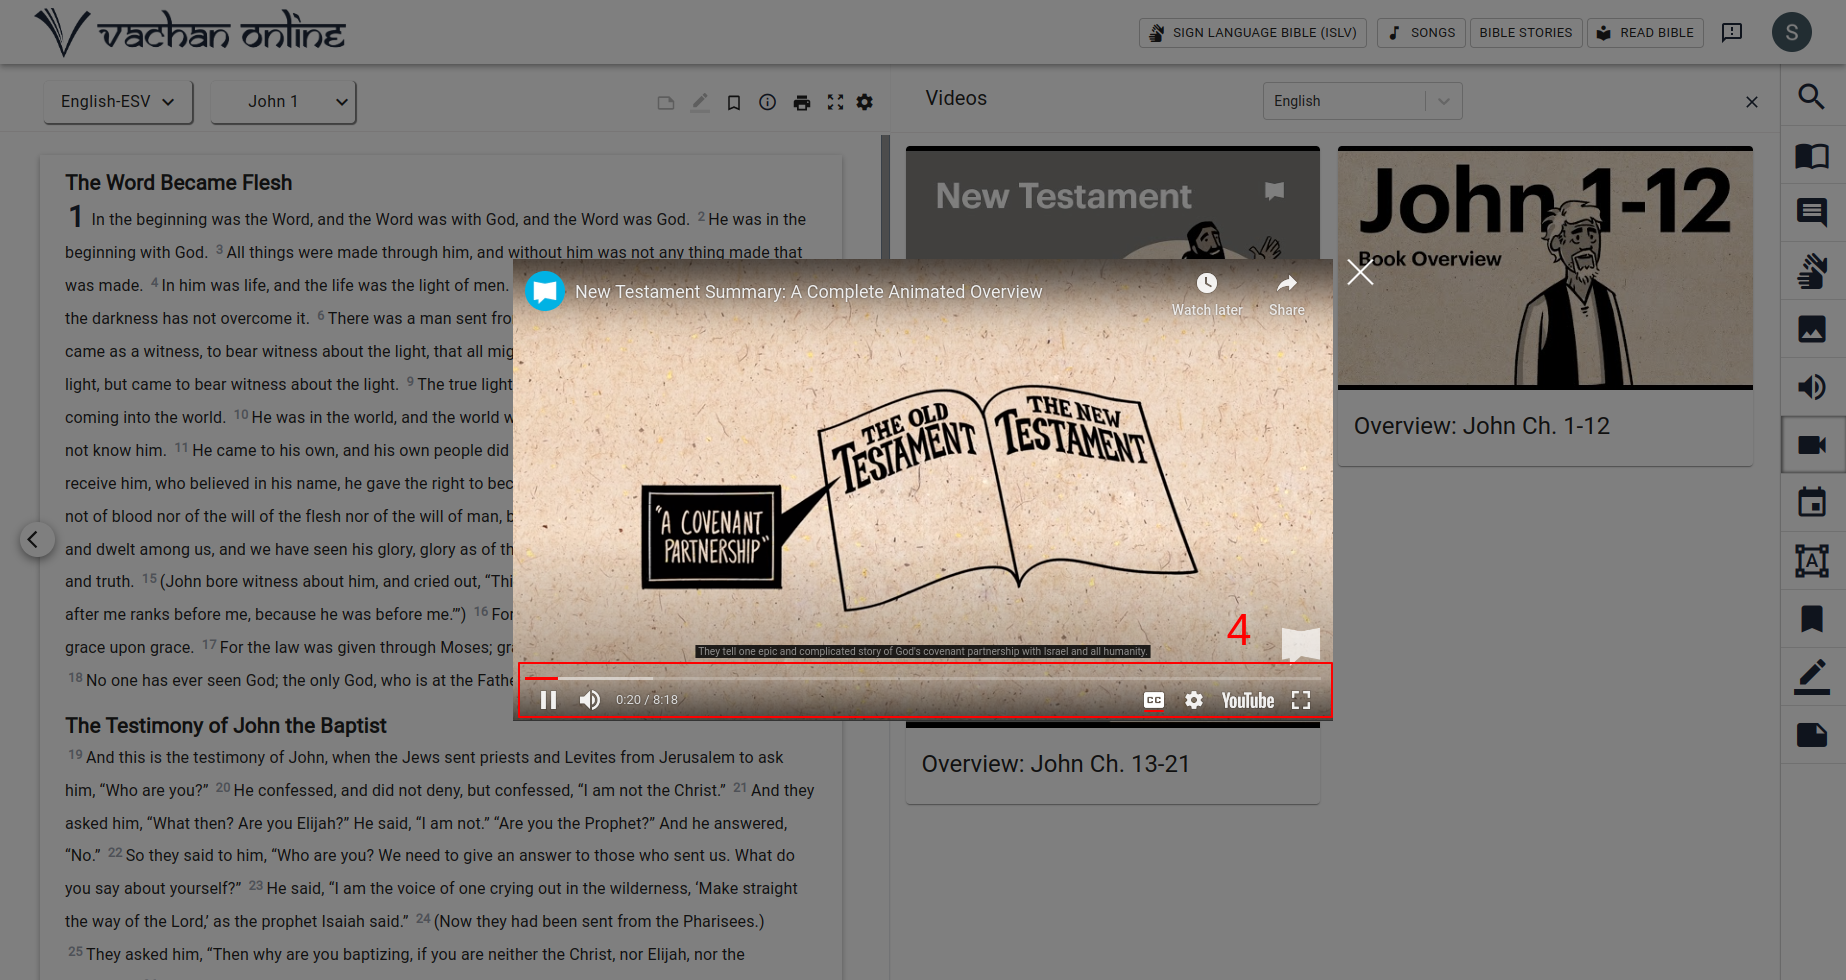 vachan online
SIGN LANGUAGE BIBLE (ISLV)
SONGS
BIBLE STORIES
READ BIBLE
S
English-ESV
John 1
Videos
English
The Word Became Flesh
1 In the beginning was the Word, and the Word was with God, and the Word was God. 2 He was in the
beginning with God. 3 All things were made through him, and without him was not any thing made that
was made. 4 In him was life, and the life was the light of men.
the darkness has not overcome it. 6 There was a man sent fro
came as a witness, to bear witness about the light, that all mig
light, but came to bear witness about the light. 9 The true light
coming into the world. 10 He was in the world, and the world w
not know him. 11 He came to his own, and his own people did
receive him, who believed in his name, he gave the right to bec
not of blood nor of the will of the flesh nor of the will of man, b
and dwelt among us, and we have seen his glory, glory as of th
and truth. 15 (John bore witness about him, and cried out, “Thi
after me ranks before me, because he was before me.’”) 16 For
grace upon grace. 17 For the law was given through Moses; gr
18 No one has ever seen God; the only God, who is at the Fathe
The Testimony of John the Baptist
19 And this is the testimony of John, when the Jews sent priests and Levites from Jerusalem to ask
him, “Who are you?” 20 He confessed, and did not deny, but confessed, “I am not the Christ.” 21 And they
asked him, “What then? Are you Elijah?” He said, “I am not.” “Are you the Prophet?” And he answered,
“No.” 22 So they said to him, “Who are you? We need to give an answer to those who sent us. What do
you say about yourself?” 23 He said, “I am the voice of one crying out in the wilderness, ‘Make straight
the way of the Lord,’ as the prophet Isaiah said.” 24 (Now they had been sent from the Pharisees.)
25 They asked him, “Then why are you baptizing, if you are neither the Christ, nor Elijah, nor the
New Testament
John 1-12
Book Overview
Overview: John Ch. 1-12
New Testament Summary: A Complete Animated Overview
Watch later
Share
THE OLD
TESTAMENT
THE NEW
TESTAMENT
"A COVENANT
PARTNERSHIP"
4
They tell one epic and complicated story of God's covenant partnership with Israel and all humanity.
0:20 / 8:18
CC
YouTube
Overview: John Ch. 13-21
A